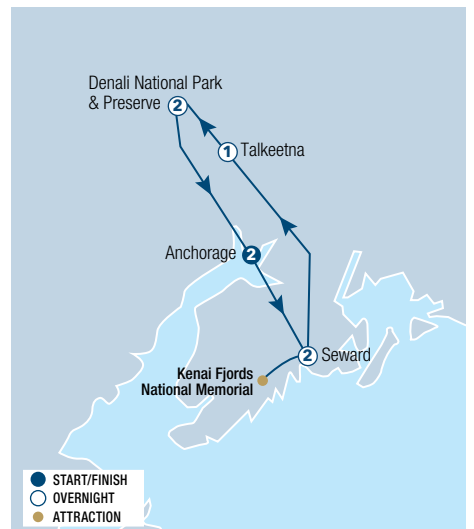 Denali National Park
& Preserve 2
1 Talkeetna
Anchorage 2
2 Seward
Kenai Fjords
National Memorial
START/FINISH
OVERNIGHT
ATTRACTION